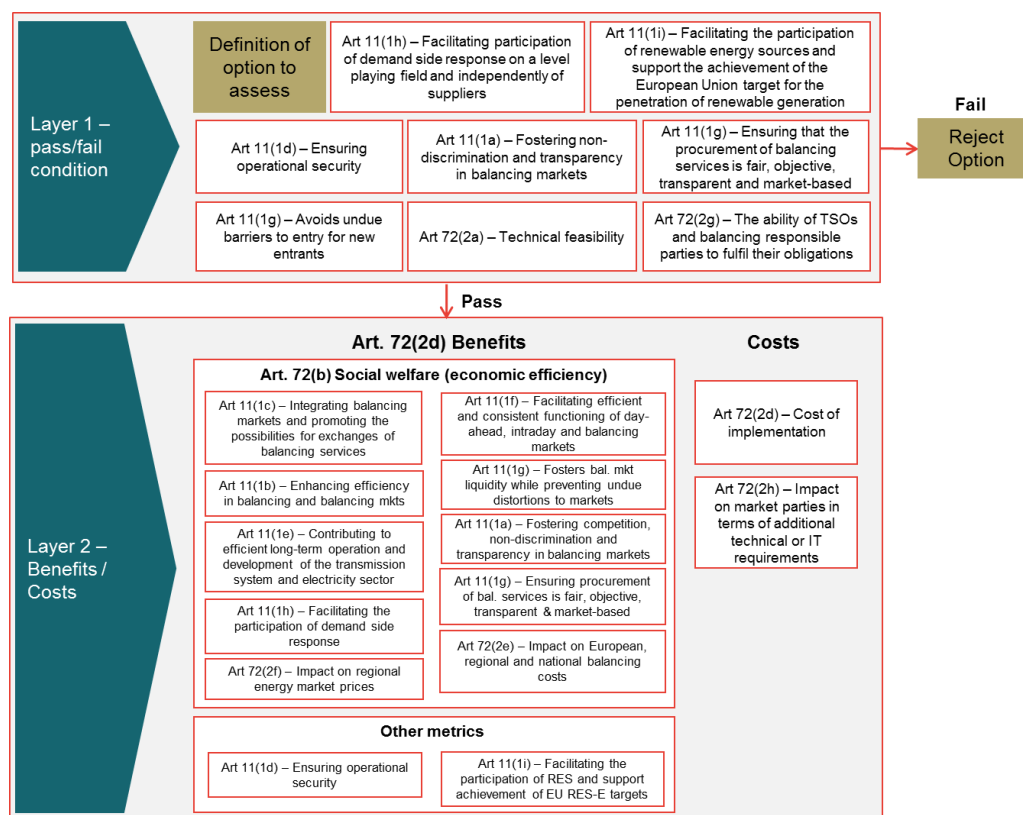 Layer 1 –
pass/fail
condition
Definition of
option to
assess
Art 11(1h) – Facilitating participation
of demand side response on a level
playing field and independently of
suppliers
Art 11(1i) – Facilitating the participation
of renewable energy sources and
support the achievement of the
European Union target for the
penetration of renewable generation
Art 11(1d) – Ensuring
operational security
Art 11(1a) – Fostering non-
discrimination and transparency
in balancing markets
Art 11(1g) – Ensuring that the
procurement of balancing
services is fair, objective,
transparent and market-based
Art 11(1g) – Avoids undue
barriers to entry for new
entrants
Art 72(2a) – Technical feasibility
Art 72(2g) – The ability of TSOs
and balancing responsible
parties to fulfil their obligations
Fail
Reject
Option
Pass
Layer 2 –
Benefits /
Costs
Art. 72(2d) Benefits
Art. 72(b) Social welfare (economic efficiency)
Art 11(1c) – Integrating balancing
markets and promoting the
possibilities for exchanges of
balancing services
Art 11(1b) – Enhancing efficiency
in balancing and balancing mkts
Art 11(1e) – Contributing to
efficient long-term operation and
development of the transmission
system and electricity sector
Art 11(1h) – Facilitating the
participation of demand side
response
Art 72(2f) – Impact on regional
energy market prices
Art 11(1f) – Facilitating efficient
and consistent functioning of day-
ahead, intraday and balancing
markets
Art 11(1g) – Fosters bal. mkt
liquidity while preventing undue
distortions to markets
Art 11(1a) – Fostering competition,
non-discrimination and
transparency in balancing markets
Art 11(1g) – Ensuring procurement
of bal. services is fair, objective,
transparent & market-based
Art 72(2e) – Impact on European,
regional and national balancing
costs
Other metrics
Art 11(1d) – Ensuring operational
security
Art 11(1i) – Facilitating the
participation of RES and support
achievement of EU RES-E targets
Costs
Art 72(2d) – Cost of
implementation
Art 72(2h) – Impact
on market parties in
terms of additional
technical or IT
requirements